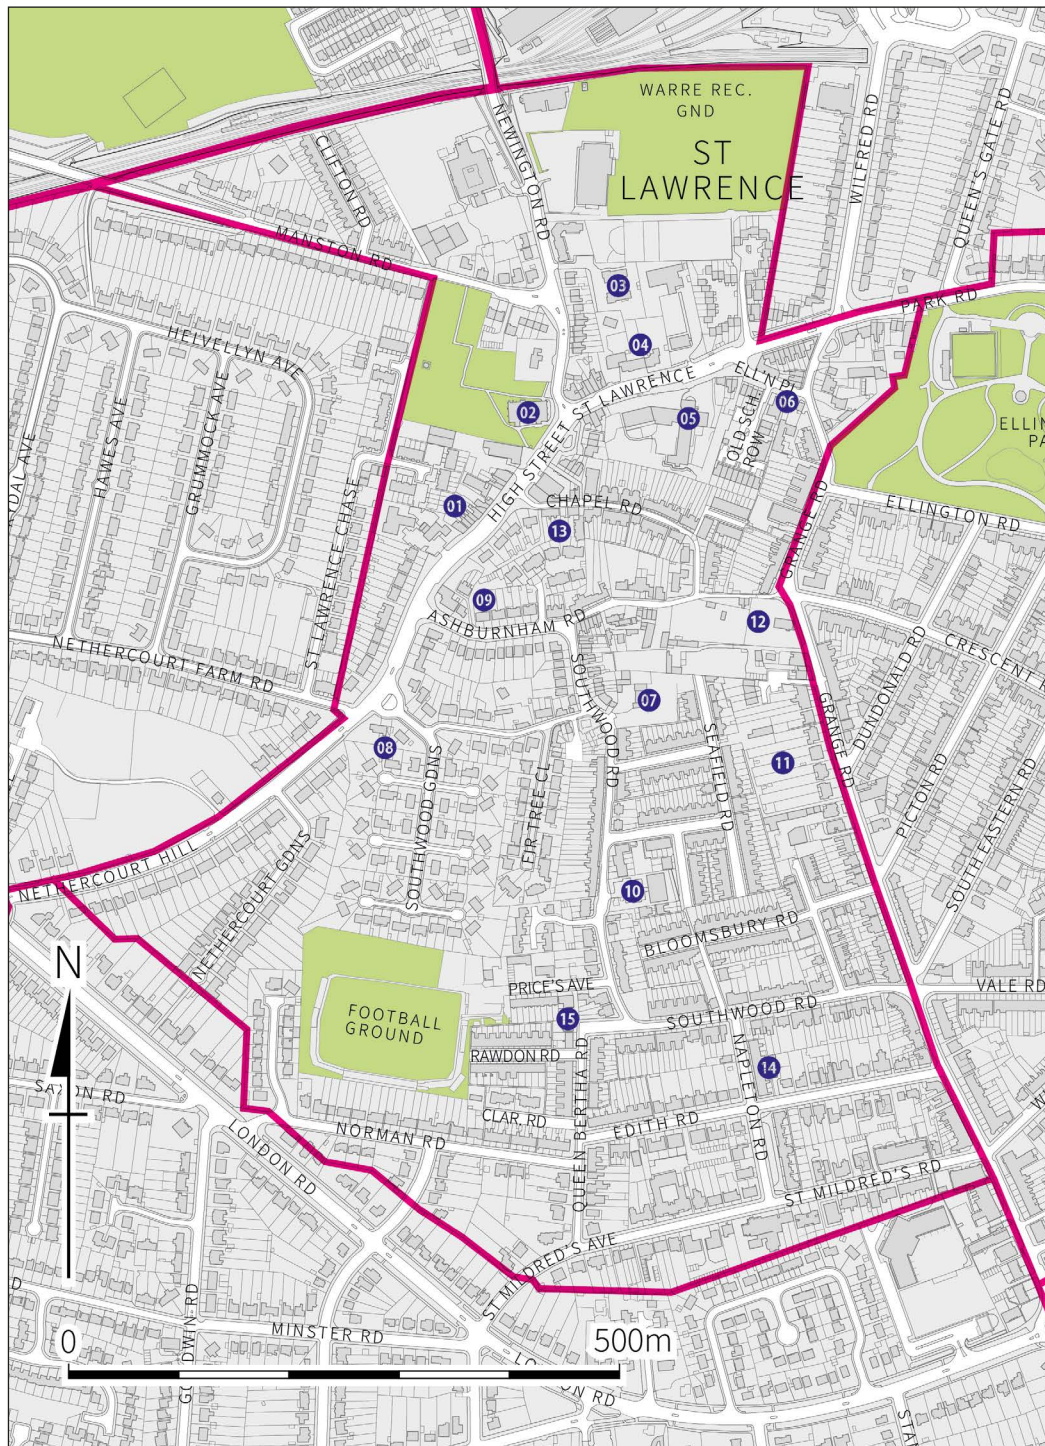 WARRE REC.
GND
ST
LAWRENCE
NEWINGTON RD
CLIFTON RD
WILFRED RD
QUEEN'S GATE RD
MANSTON RD
03
PARK RD
HELVELLYN AVE
04
ELL'N PL
HIGH STREET ST LAWRENCE
GRUMMOCK AVE
HAWES AVE
02
05
06
OLD SCH.
ROW
ELLIN
PA
ST LAWRENCE CHASE
01
CHAPEL RD
13
GRANGE RD
ELLINGTON RD
09
ASHBURNHAM RD
12
CRESCENT R
NETHERCOURT FARM RD
SOUTHWOOD RD
07
SEAFIELD RD
GRANGE RD
DUNDONALD RD
08
SOUTHWOOD GDNS
FIR TREE CL
11
PICTON RD
SOUTH EASTERN RD
NETHERCOURT HILL
NETHERCOURT GDNS
10
BLOOMSBURY RD
N
PRICE'S AVE
VALE RD
FOOTBALL
GROUND
15
SOUTHWOOD RD
RAWDON RD
14
NAPLETON RD
SAXON RD
CLAR. RD
EDITH RD
NORMAN RD
LONDON RD
QUEEN BERTHA RD
ST MILDRED'S RD
ST MILDRED'S AVE
MINSTER RD
0
500m